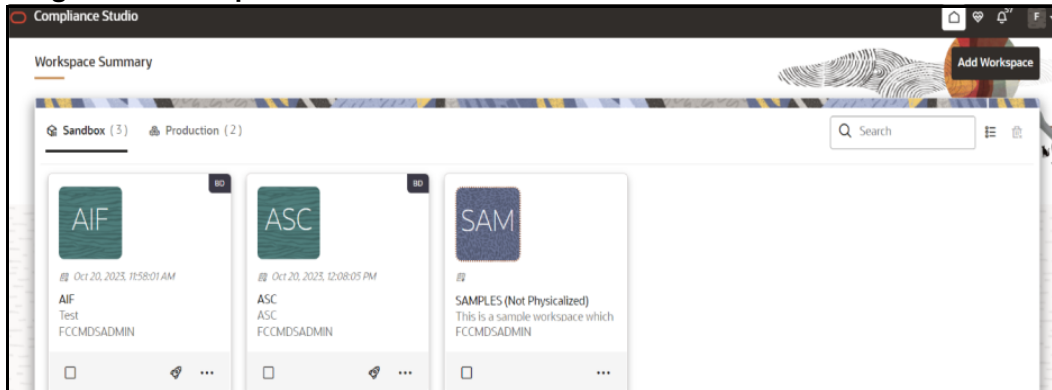 Compliance Studio
57
F
Workspace Summary
Add Workspace
Sandbox (3)
Production (2)
Search
BD
AIF
Oct 20, 2023, 11:58:01 AM
AIF
Test
FCCMDSADMIN
BD
ASC
Oct 20, 2023, 12:08:05 PM
ASC
ASC
FCCMDSADMIN
SAM
SAMPLES (Not Physicalized)
This is a sample workspace which
FCCMDSADMIN